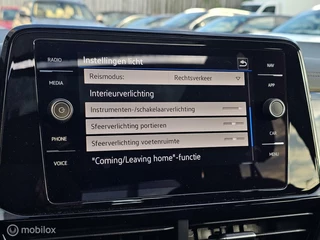 Instellingen licht
RADIO
NAV
Reismodus: Rechtsverkeer
MEDIA
APP
Interieurverlichting
Instrumenten-/schakelaarverlichting
Sfeerverlichting portieren
PHONE
CAR
Sfeerverlichting voetenruimte
VOICE
MENU
"Coming/Leaving home"-functie
Mobylous